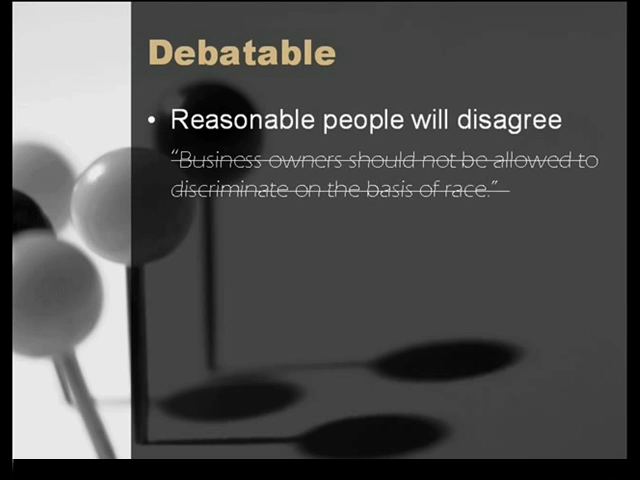 Debatable
• Reasonable people will disagree
“Business owners should not be allowed to
discriminate on the basis of race.”